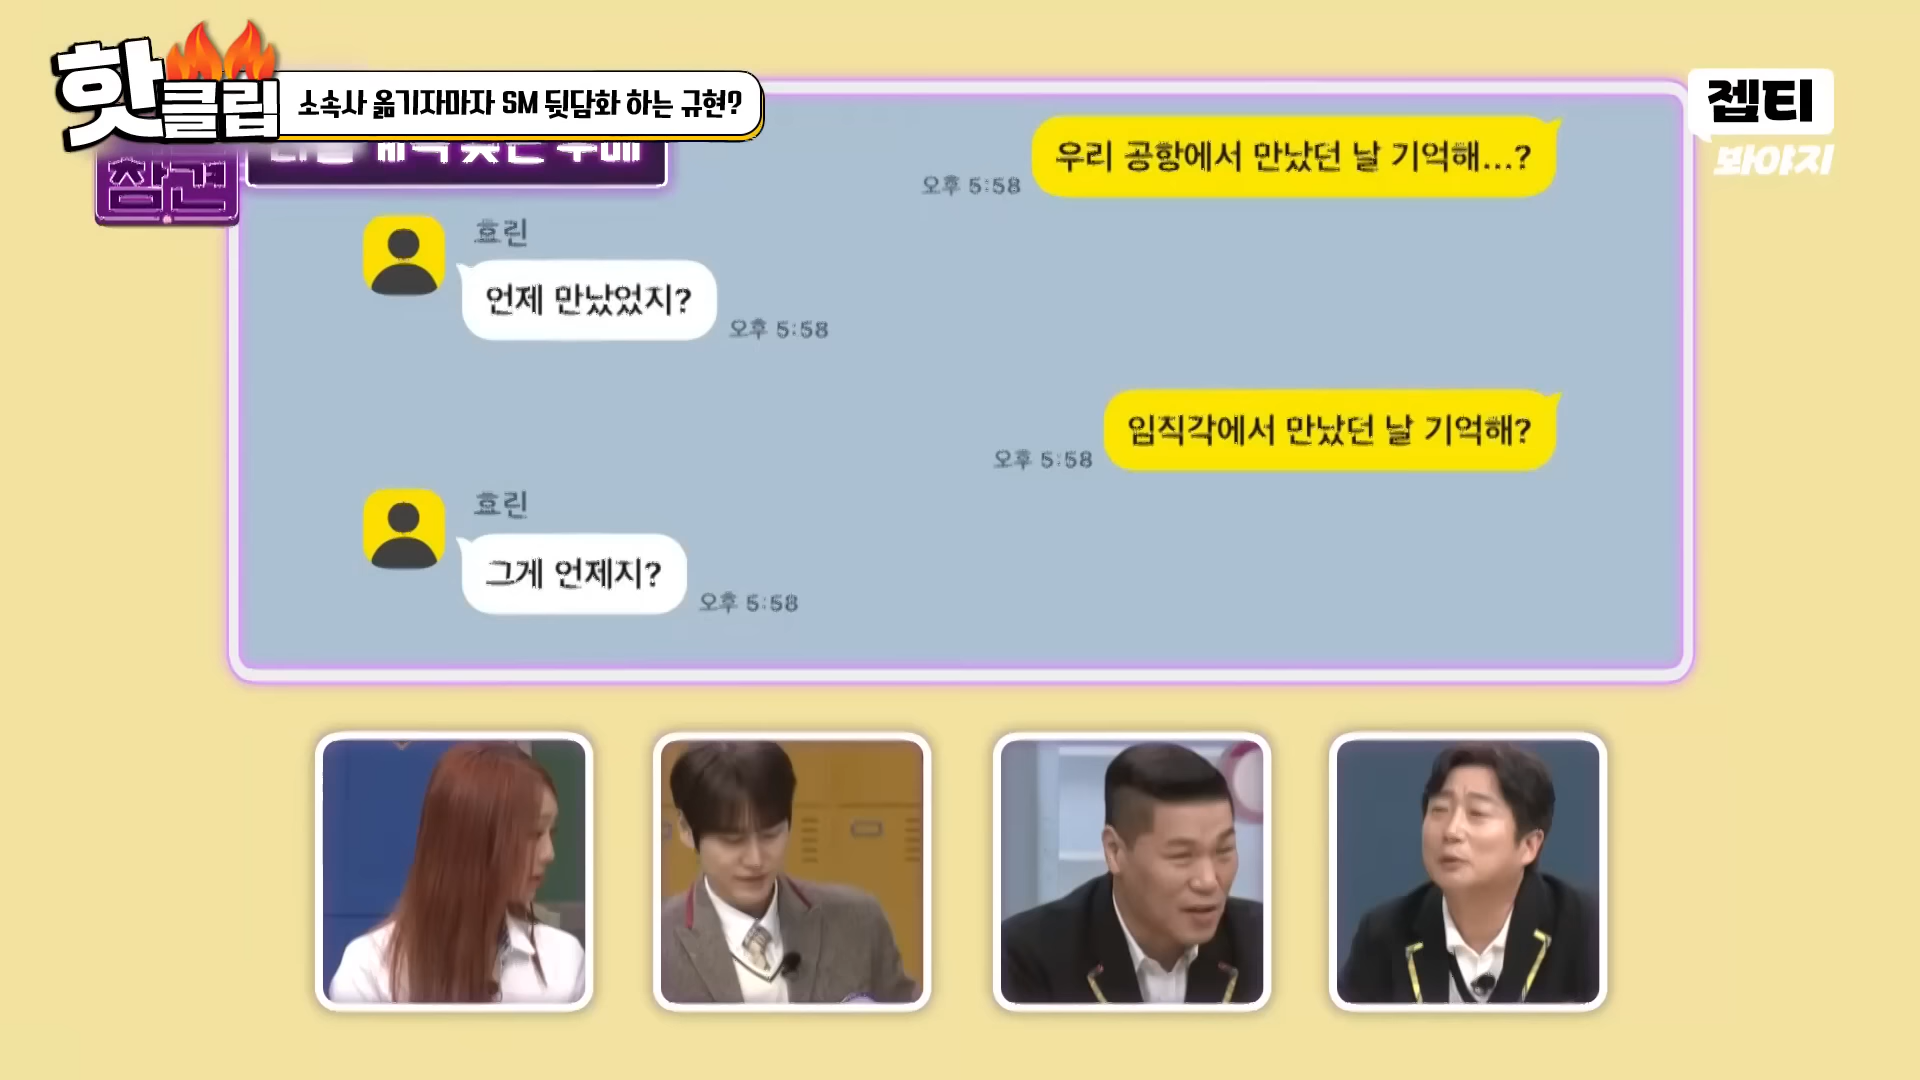 핫클립
소속사 옮기자마자 SM 뒷담화 하는 규현?
젭티
봐야지
참견
우리 공항에서 만났던 날 기억해...?
오후 5:58
효린
언제 만났었지?
오후 5:58
임직각에서 만났던 날 기억해?
오후 5:58
효린
그게 언제지?
오후 5:58